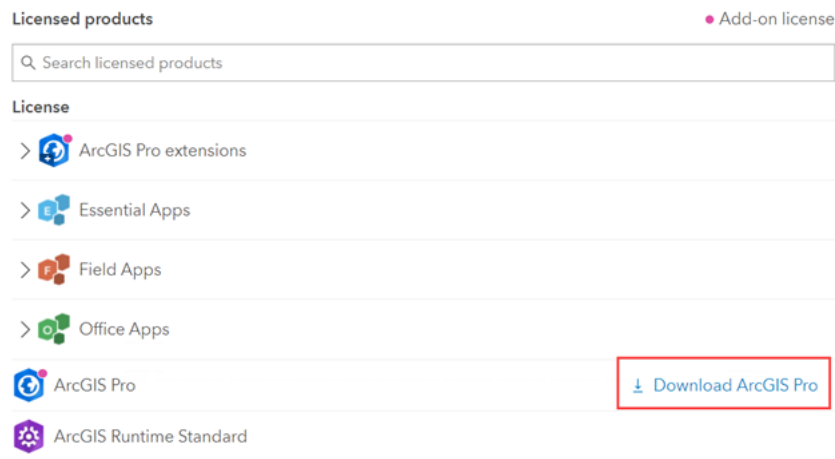 Licensed products
Add-on license
Search licensed products
License
ArcGIS Pro extensions
E Essential Apps
F Field Apps
O Office Apps
ArcGIS Pro
Download ArcGIS Pro
ArcGIS Runtime Standard